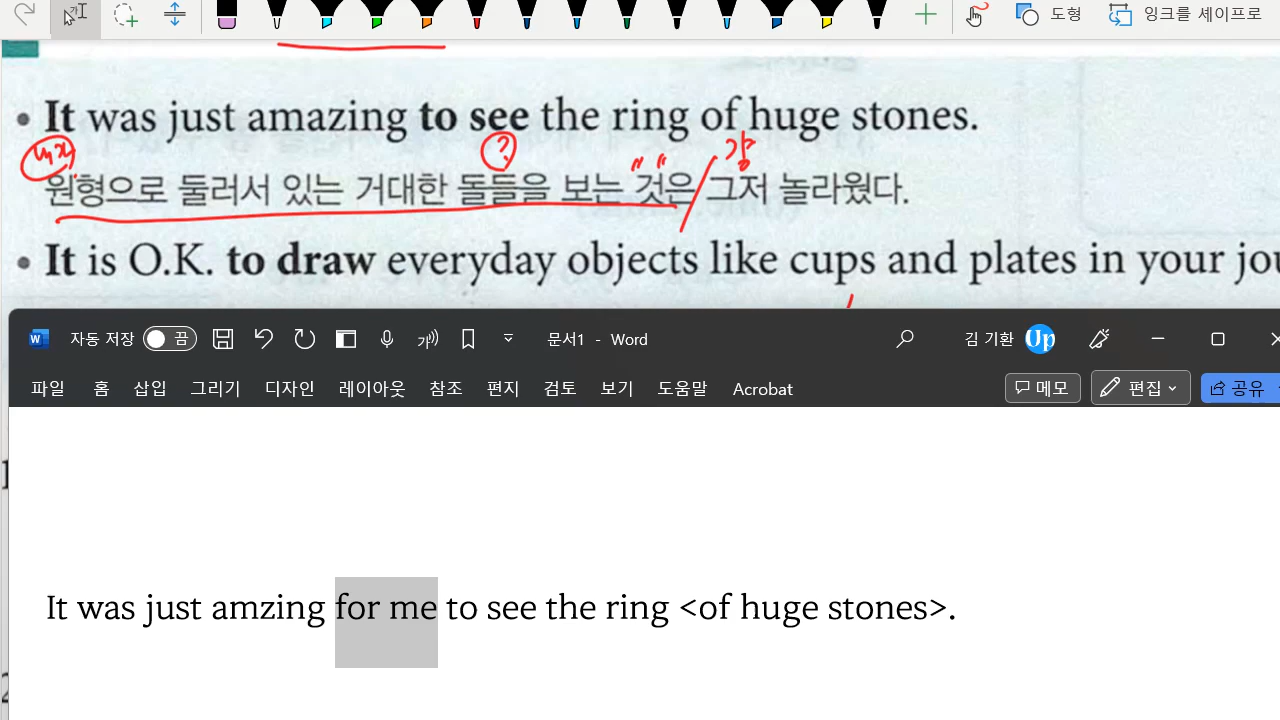 도형
잉크를 셰이프로
• It was just amazing to see the ring of huge stones.
?
" "
강
원형으로 둘러서 있는 거대한 돌들을 보는 것은 그저 놀라웠다.
• It is O.K. to draw everyday objects like cups and plates in your jou
자동 저장 끔 문서1 - Word 김 기환 Up
파일 홈 삽입 그리기 디자인 레이아웃 참조 편지 검토 보기 도움말 Acrobat 메모 편집 공유
It was just amzing for me to see the ring <of huge stones>.